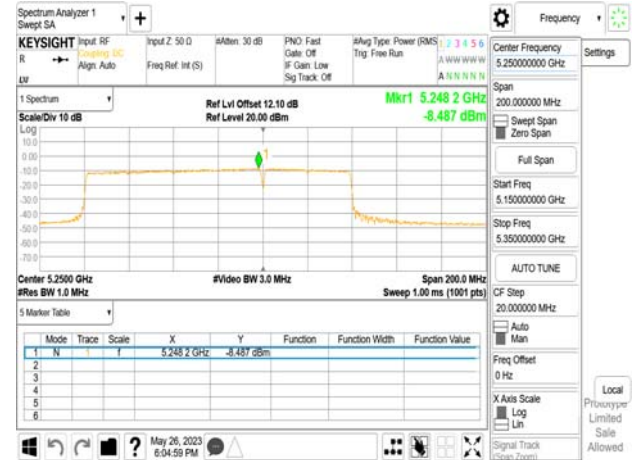 Spectrum Analyzer 1
Swept SA
Frequency
KEYSIGHT
Input: RF
Coupling: DC
Align: Auto
Input Z: 50 Ω
Freq Ref: Int (S)
#Atten: 30 dB
PNO: Fast
Gate: Off
IF Gain: Low
Sig Track: Off
#Avg Type: Power (RMS
Trig: Free Run
1 2 3 4 5 6
A W W W W W
A N N N N N
R
1 Spectrum
Scale/Div 10 dB
Ref Lvl Offset 12.10 dB
Ref Level 20.00 dBm
Mkr1 5.248 2 GHz
-8.487 dBm
Log
10.0
0.00
-10.0
-20.0
-30.0
-40.0
-50.0
-60.0
-70.0
1
Center 5.2500 GHz
#Res BW 1.0 MHz
#Video BW 3.0 MHz
Span 200.0 MHz
Sweep 1.00 ms (1001 pts)
5 Marker Table
Mode Trace Scale X Y Function Function Width Function Value
1 N 1 f 5.248 2 GHz -8.487 dBm
2
3
4
5
6
May 26, 2023
6:04:59 PM
Center Frequency
5.250000000 GHz
Settings
Span
200.000000 MHz
Swept Span
Zero Span
Full Span
Start Freq
5.150000000 GHz
Stop Freq
5.350000000 GHz
AUTO TUNE
CF Step
20.000000 MHz
Auto
Man
Freq Offset
0 Hz
X Axis Scale
Log
Lin
Signal Track
(Span Zoom)
Local
Prototype
Limited
Sale
Allowed